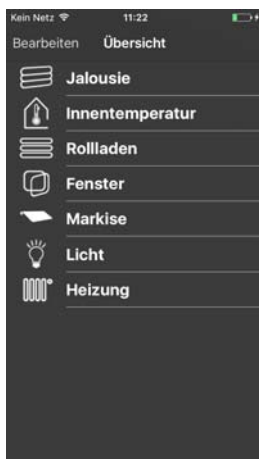 Kein Netz 11:22
Bearbeiten Übersicht
Jalousie
Innentemperatur
Rollladen
Fenster
Markise
Licht
Heizung